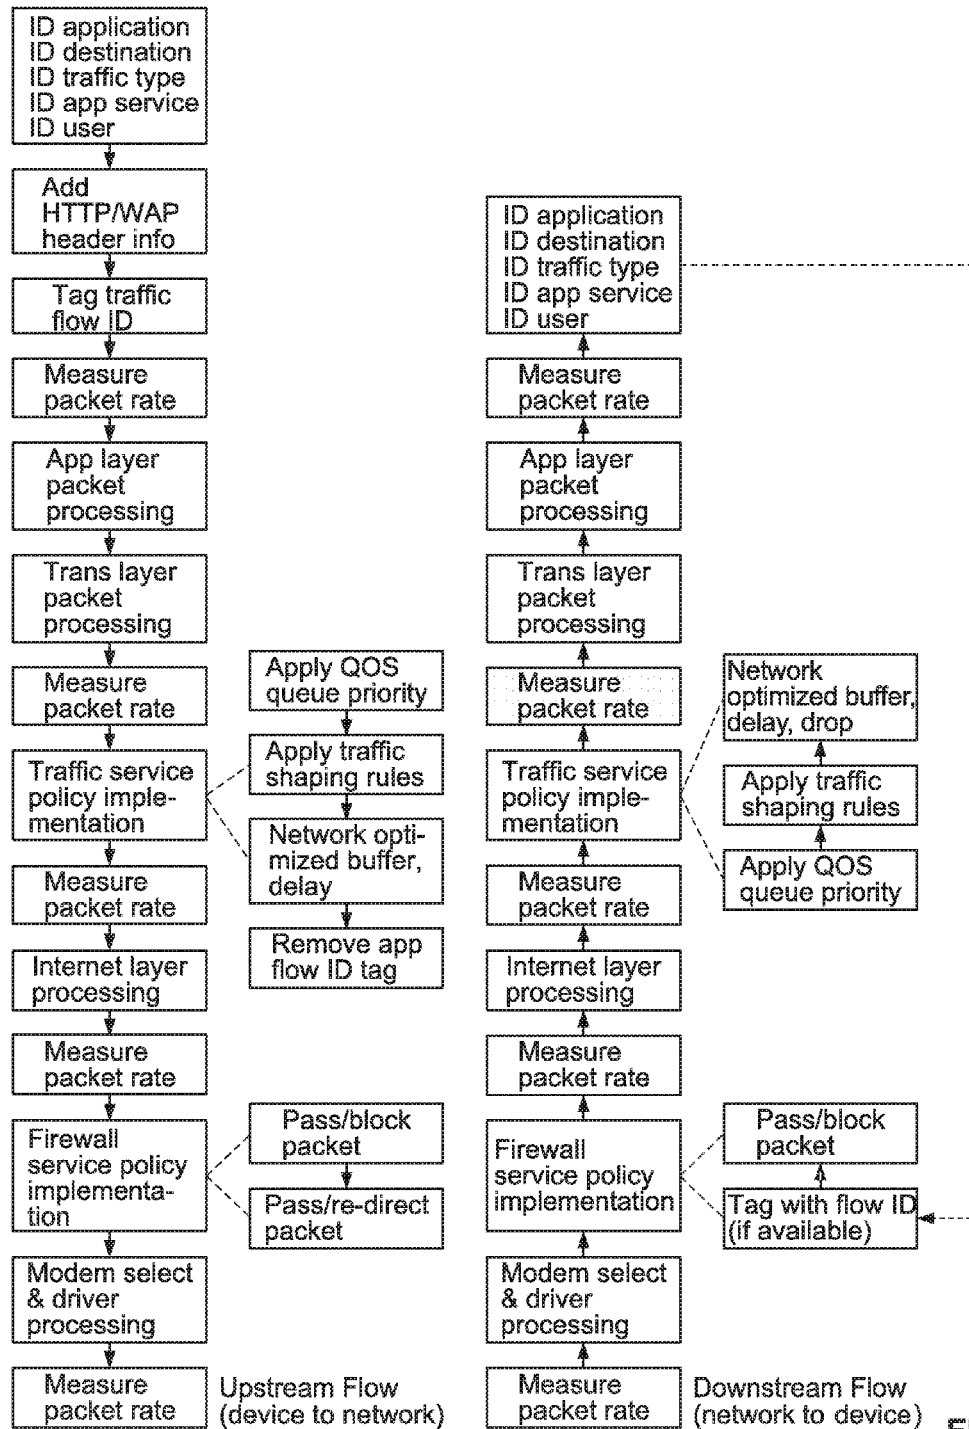 ID application
ID destination
ID traffic type
ID app service
ID user
Add
HTTP/WAP
header info
Tag traffic
flow ID
Measure
packet rate
App layer
packet
processing
Trans layer
packet
processing
Measure
packet rate
Traffic service
policy imple-
mentation
Measure
packet rate
Internet layer
processing
Measure
packet rate
Firewall
service policy
implementa-
tion
Modem select
& driver
processing
Measure
packet rate
Apply QOS
queue priority
Apply traffic
shaping rules
Network opti-
mized buffer,
delay
Remove app
flow ID tag
Pass/block
packet
Pass/re-direct
packet
Upstream Flow
(device to network)
ID application
ID destination
ID traffic type
ID app service
ID user
Measure
packet rate
App layer
packet
processing
Trans layer
packet
processing
Measure
packet rate
Traffic service
policy imple-
mentation
Measure
packet rate
Internet layer
processing
Measure
packet rate
Firewall
service policy
implementation
Modem select
& driver
processing
Measure
packet rate
Network
optimized buffer,
delay, drop
Apply traffic
shaping rules
Apply QOS
queue priority
Pass/block
packet
Tag with flow ID
(if available)
Downstream Flow
(network to device)